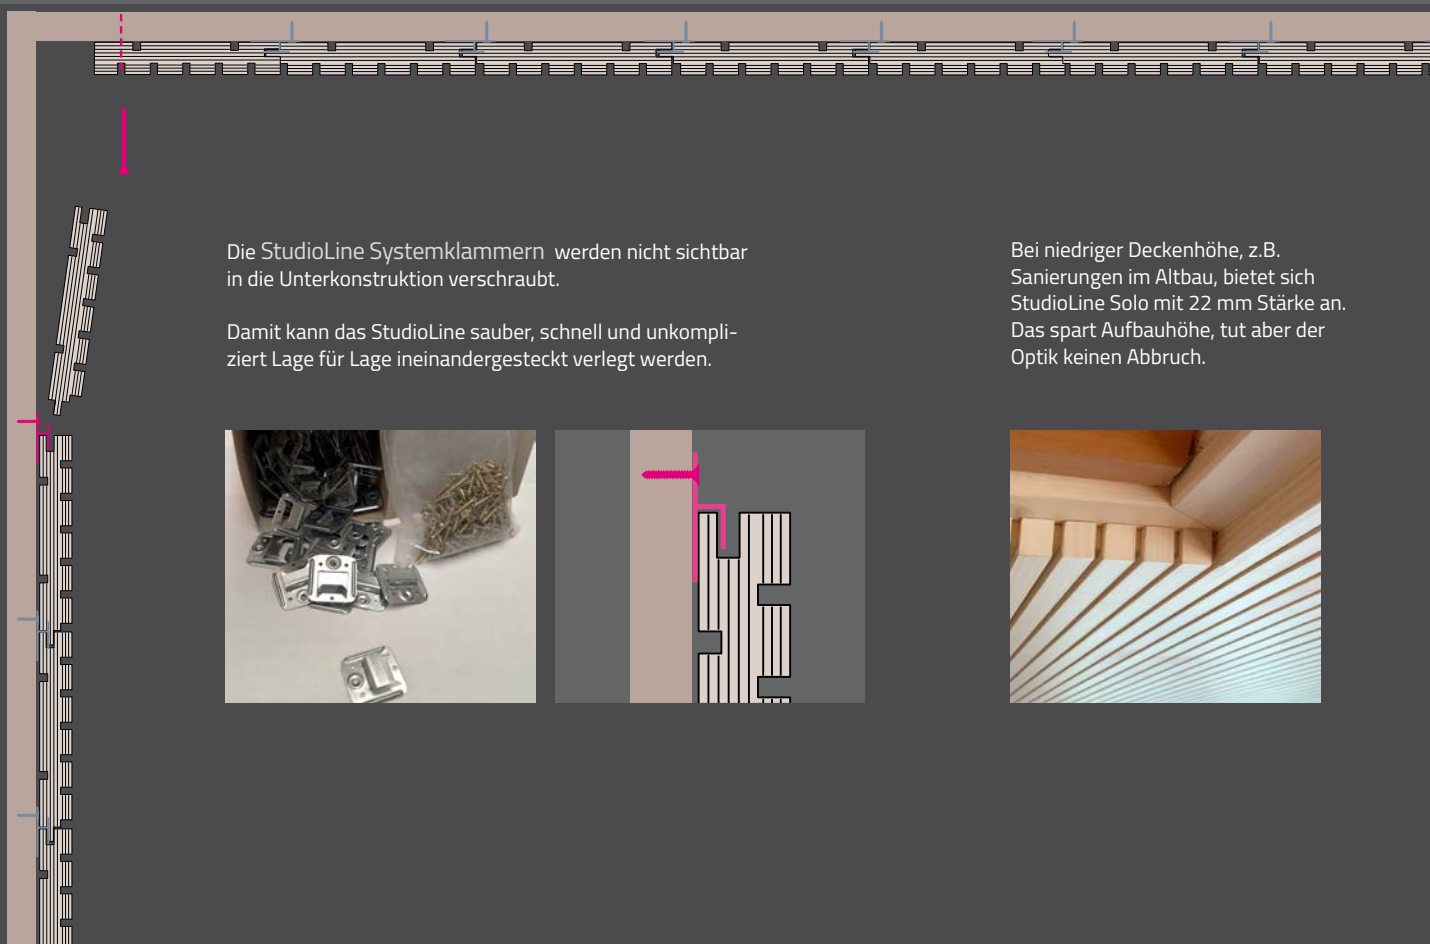 Die StudioLine Systemklammern werden nicht sichtbar
in die Unterkonstruktion verschraubt.
Damit kann das StudioLine sauber, schnell und unkompli-
ziert Lage für Lage ineinandergesteckt verlegt werden.
Bei niedriger Deckenhöhe, z.B.
Sanierungen im Altbau, bietet sich
StudioLine Solo mit 22 mm Stärke an.
Das spart Aufbauhöhe, tut aber der
Optik keinen Abbruch.